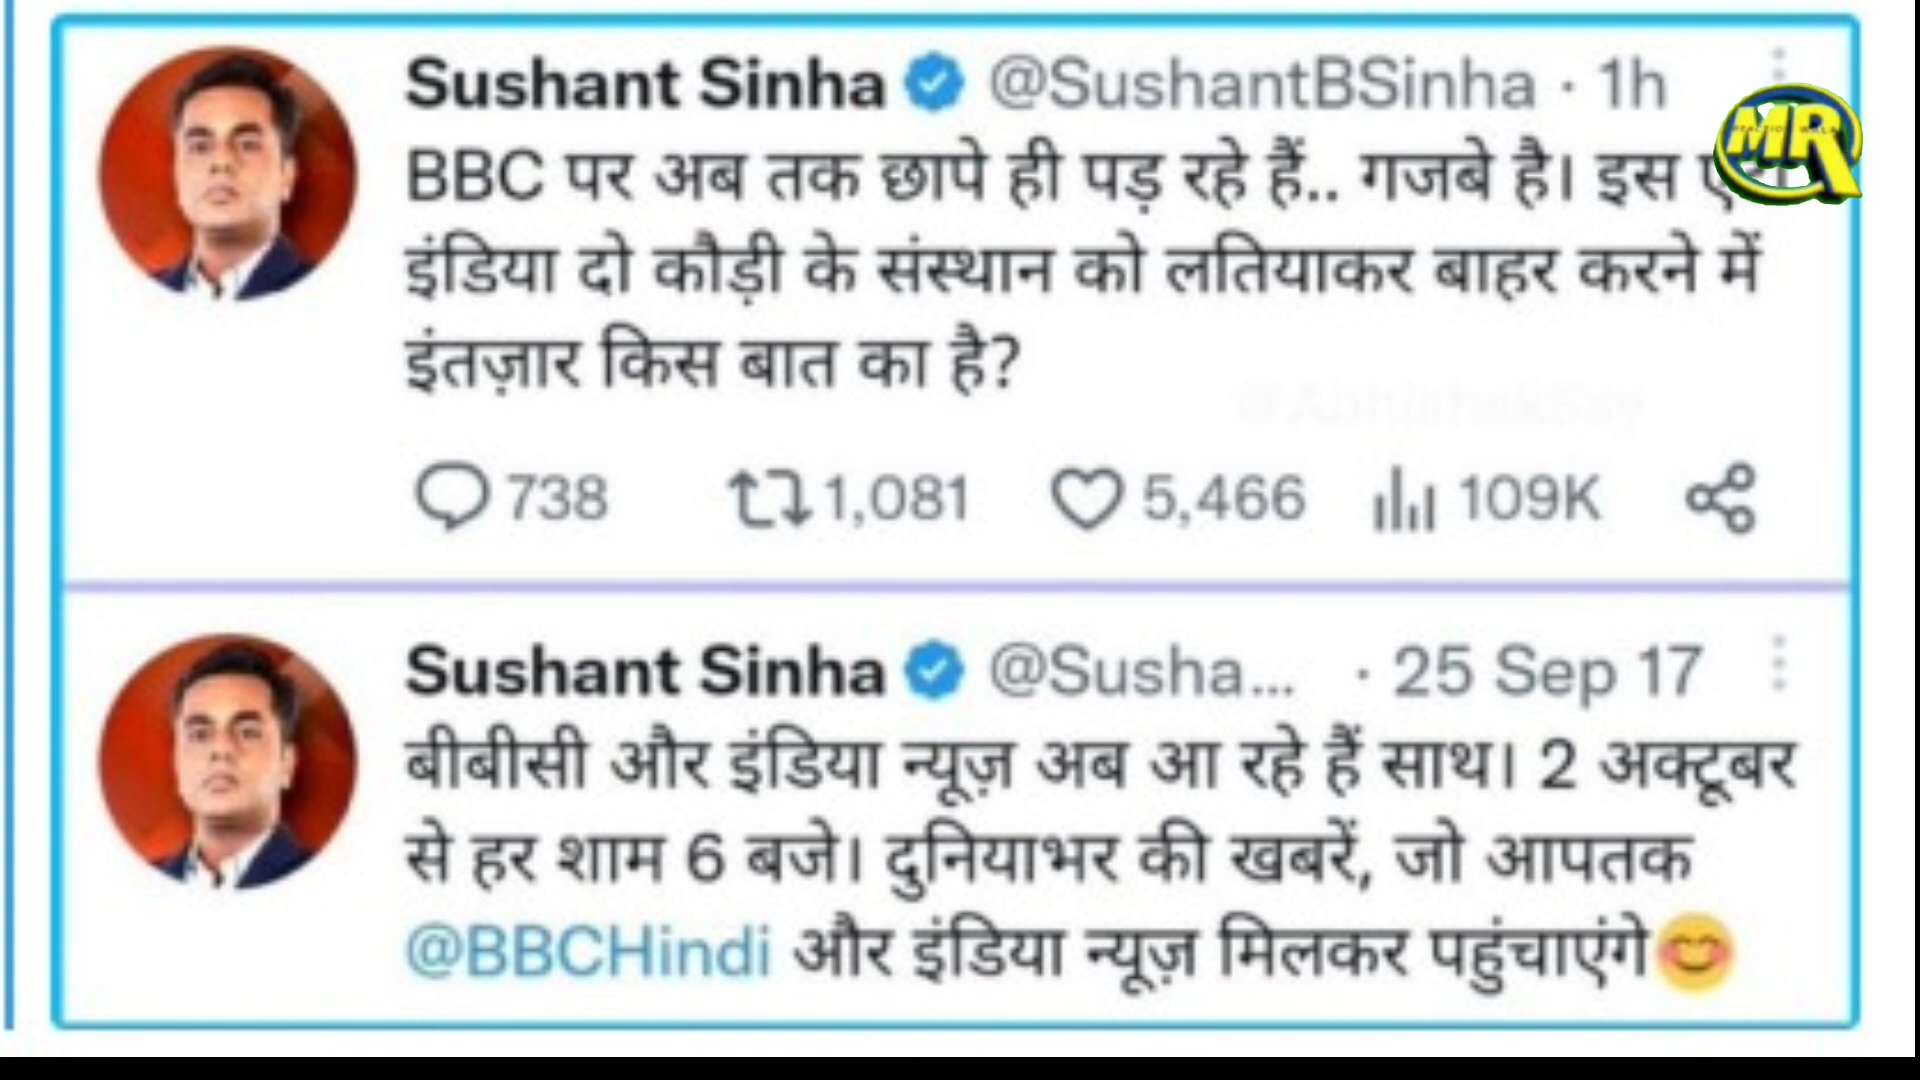 Sushant Sinha @SushantBSinha · 1h
BBC पर अब तक छापे ही पड़ रहे हैं.. गजबे है। इस
इंडिया दो कौड़ी के संस्थान को लतियाकर बाहर करने में
इंतज़ार किस बात का है?
738 1,081 5,466 109K
Sushant Sinha @Susha... · 25 Sep 17
बीबीसी और इंडिया न्यूज़ अब आ रहे हैं साथ। 2 अक्टूबर
से हर शाम 6 बजे। दुनियाभर की खबरें, जो आपतक
@BBCHindi और इंडिया न्यूज़ मिलकर पहुंचाएंगे😊
MR